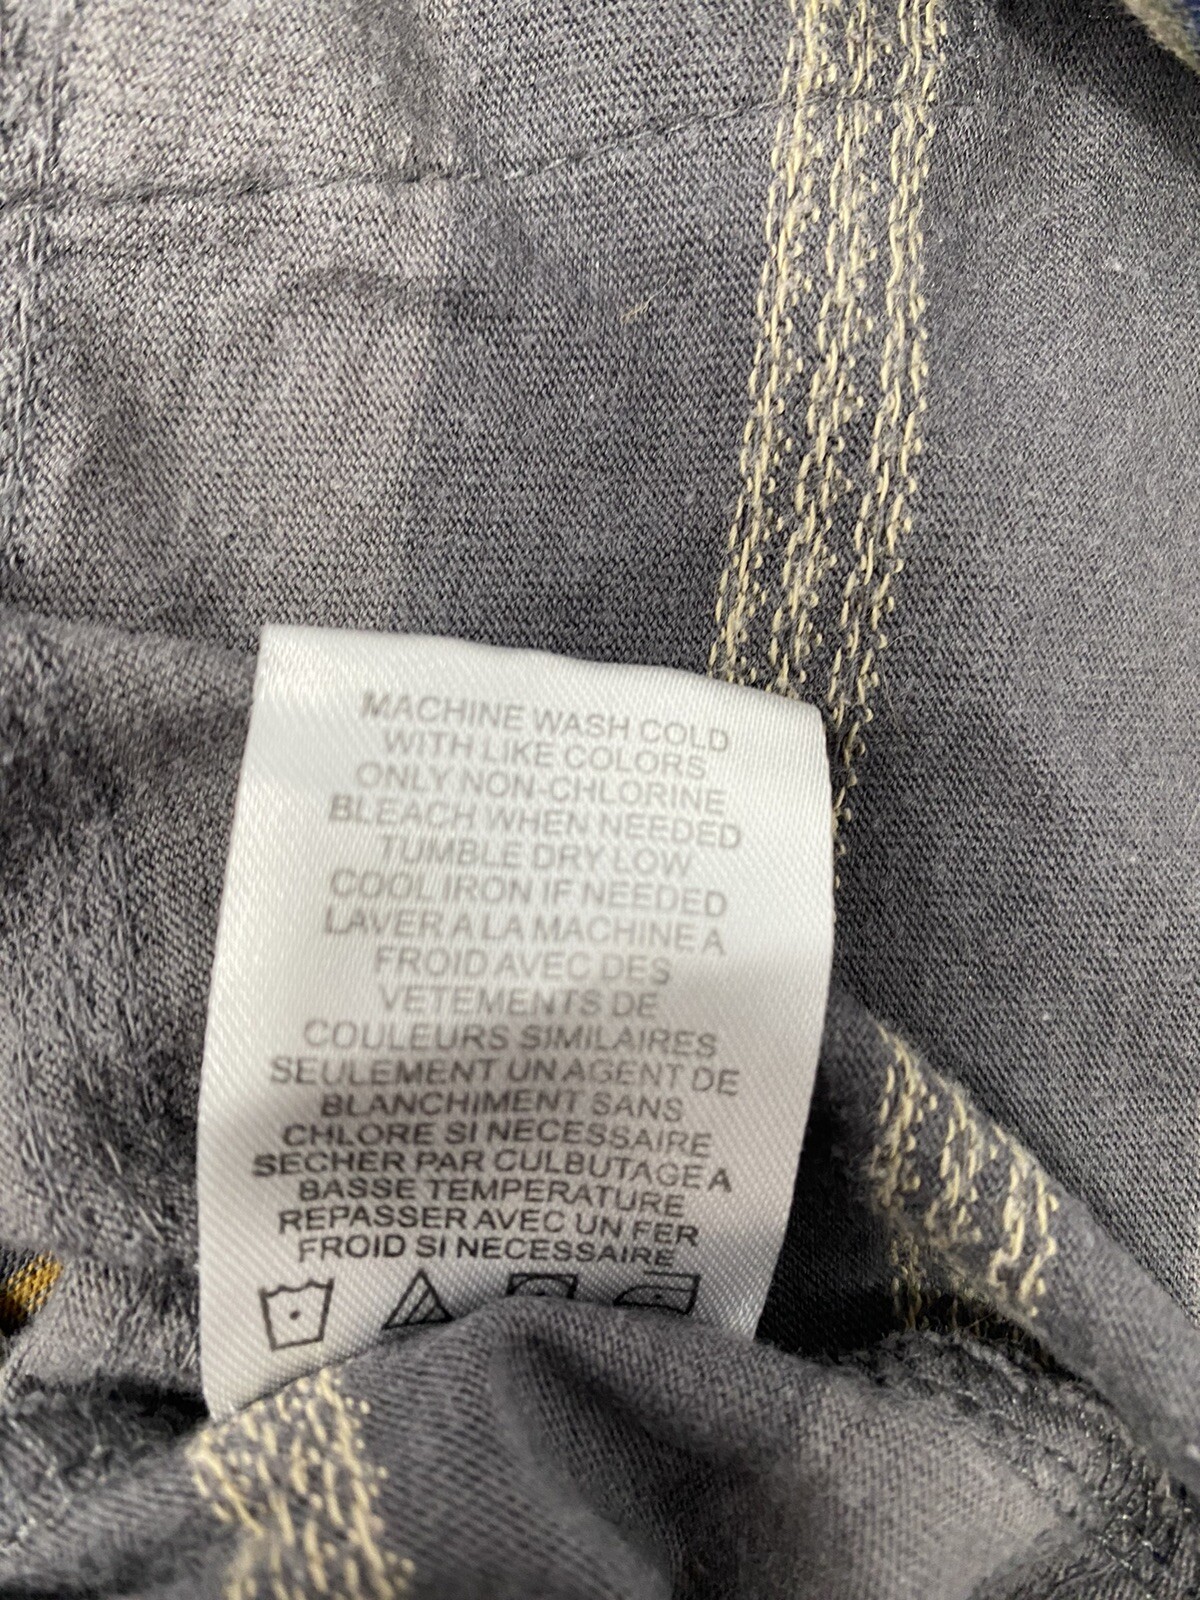 MACHINE WASH COLD
WITH LIKE COLORS
ONLY NON-CHLORINE
BLEACH WHEN NEEDED
TUMBLE DRY LOW
COOL IRON IF NEEDED
LAVER A LA MACHINE A
FROID AVEC DES
VETEMENTS DE
COULEURS SIMILAIRES
SEULEMENT UN AGENT DE
BLANCHIMENT SANS
CHLORE SI NECESSAIRE
SECHER PAR CULBUTAGE A
BASSE TEMPERATURE
REPASSER AVEC UN FER
FROID SI NECESSAIRE